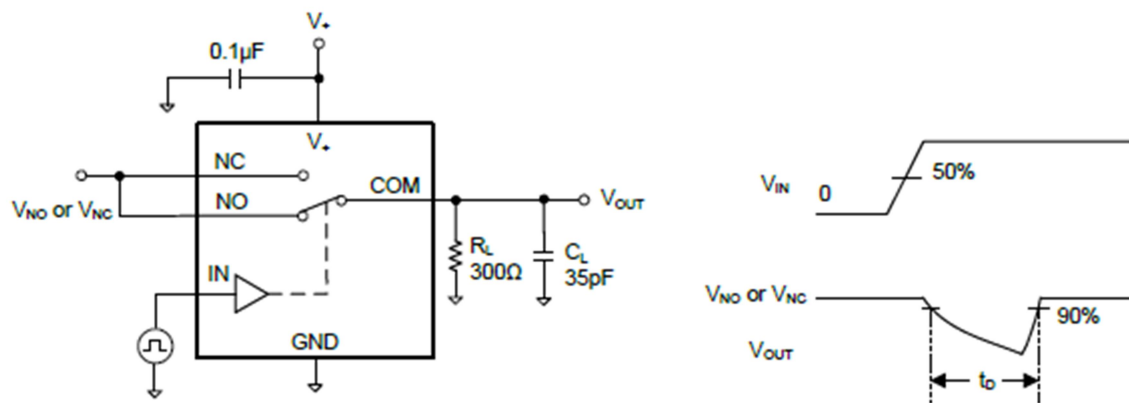 V+
0.1µF
V+
NC
COM
VNO or VNC
NO
VOUT
RL
300Ω
CL
35pF
IN
GND
VIN
0
50%
VNO or VNC
90%
VOUT
tD